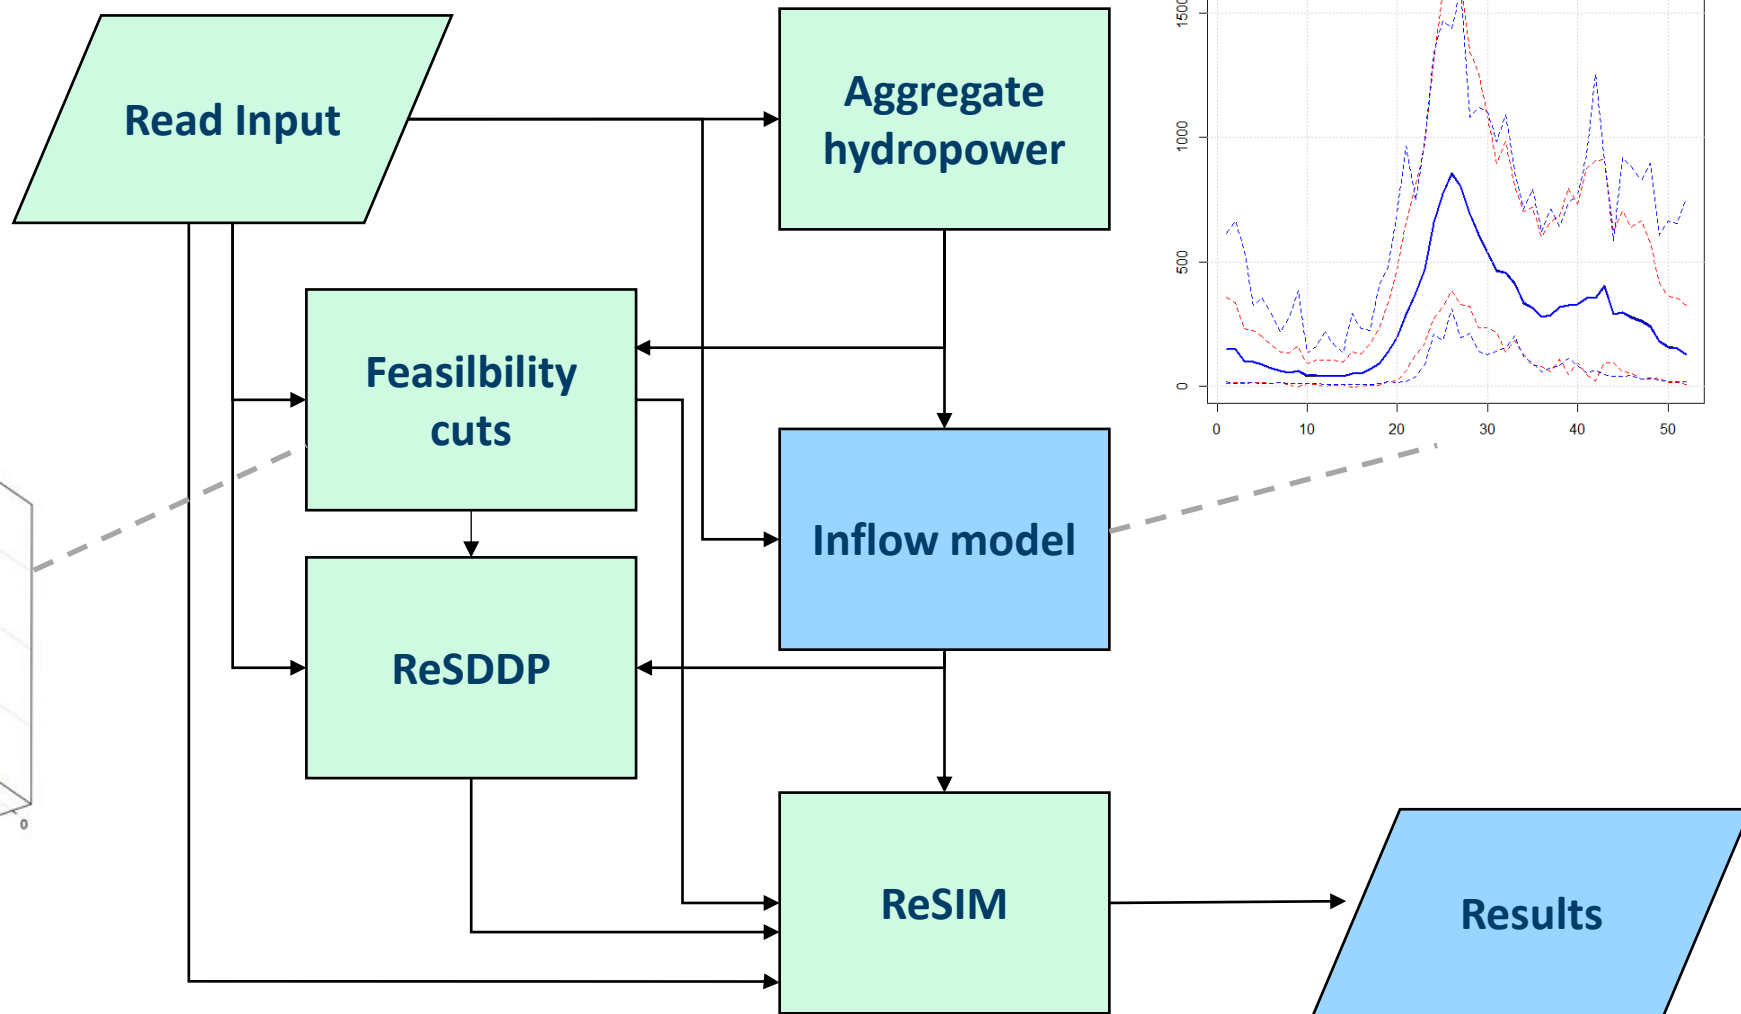 Read Input
Aggregate
hydropower
Feasilbility
cuts
Inflow model
ReSDDP
ReSIM
Results
1500
1000
500
0
0 10 20 30 40 50
0